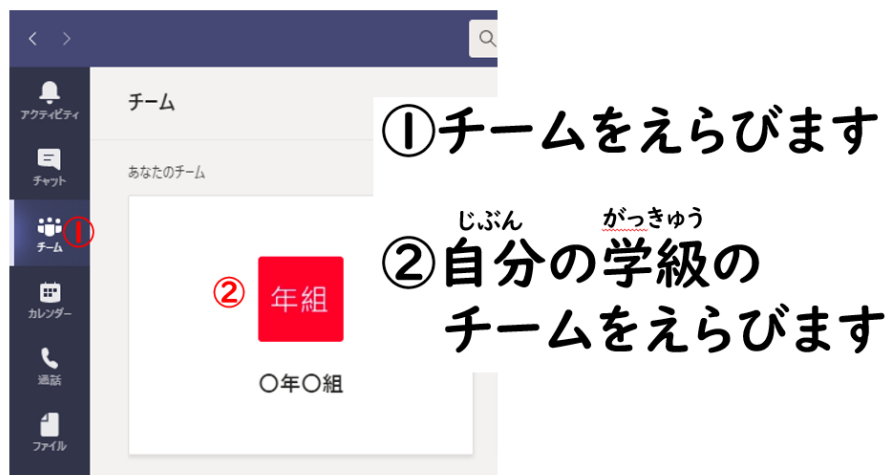 アクティビティ
チャット
①
チーム
カレンダー
通話
ファイル
チーム
あなたのチーム
②
年組
〇年〇組
①チームをえらびます
じぶん がっきゅう
②自分の学級の
チームをえらびます